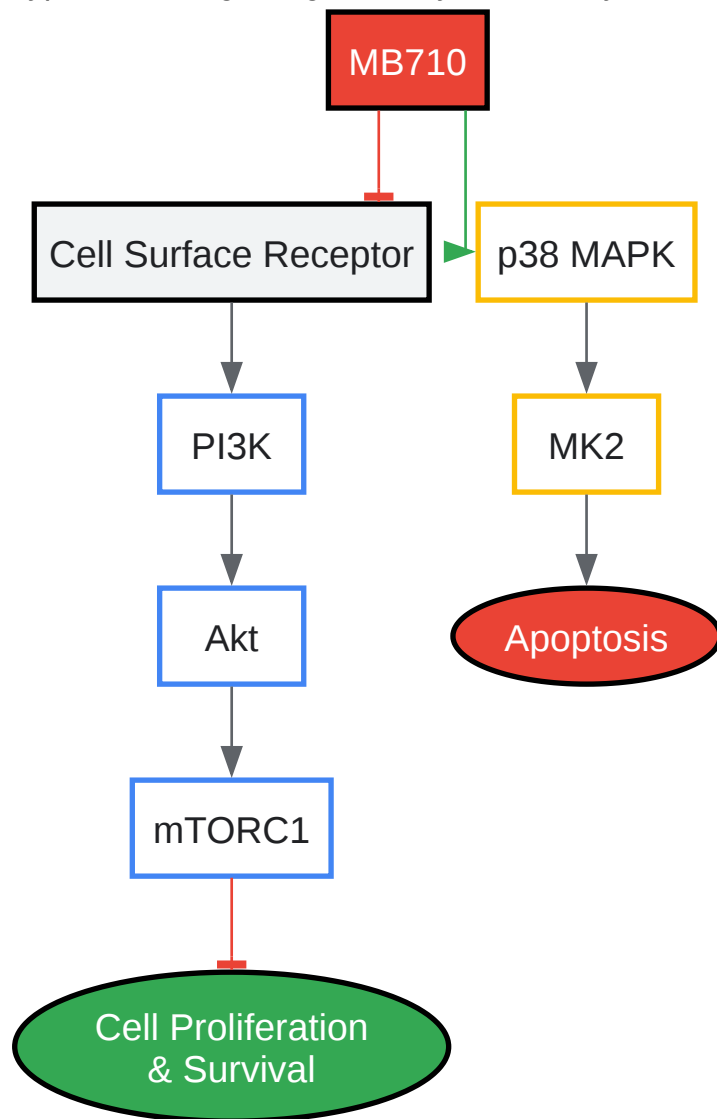 MB710
Cell Surface Receptor
p38 MAPK
PI3K
MK2
Akt
Apoptosis
mTORC1
Cell Proliferation
& Survival